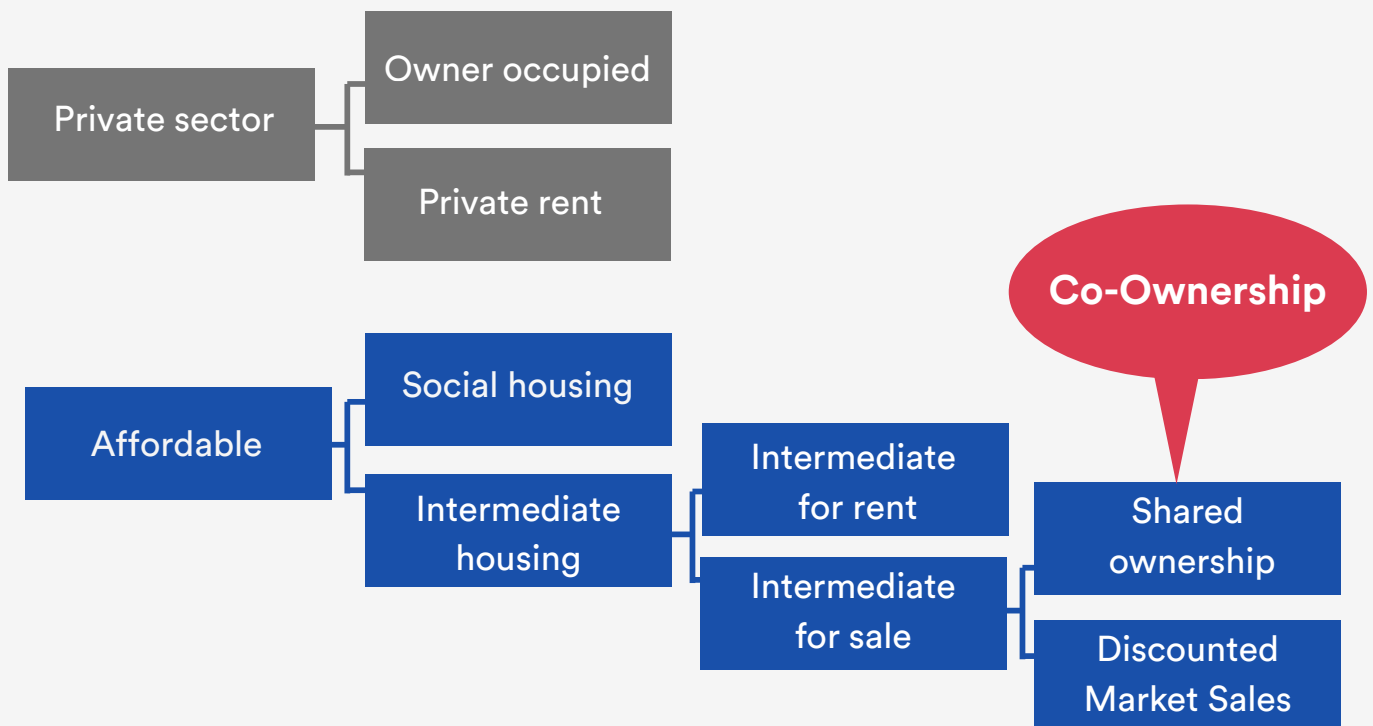 Owner occupied
Private sector
Private rent
Co-Ownership
Social housing
Affordable
Intermediate
housing
Intermediate
for rent
Intermediate
for sale
Shared
ownership
Discounted
Market Sales